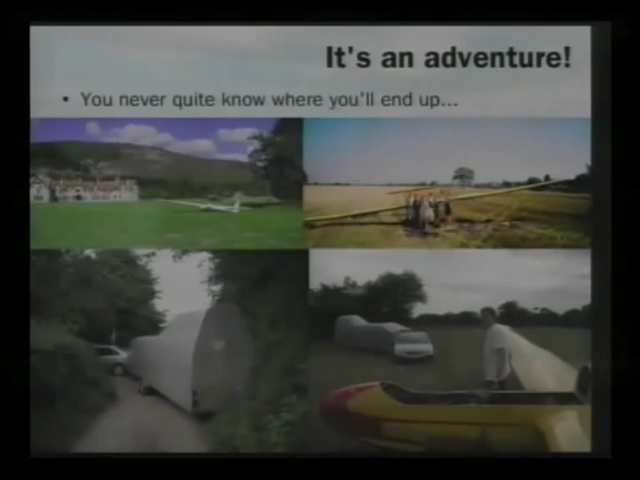 It's an adventure!
• You never quite know where you'll end up...